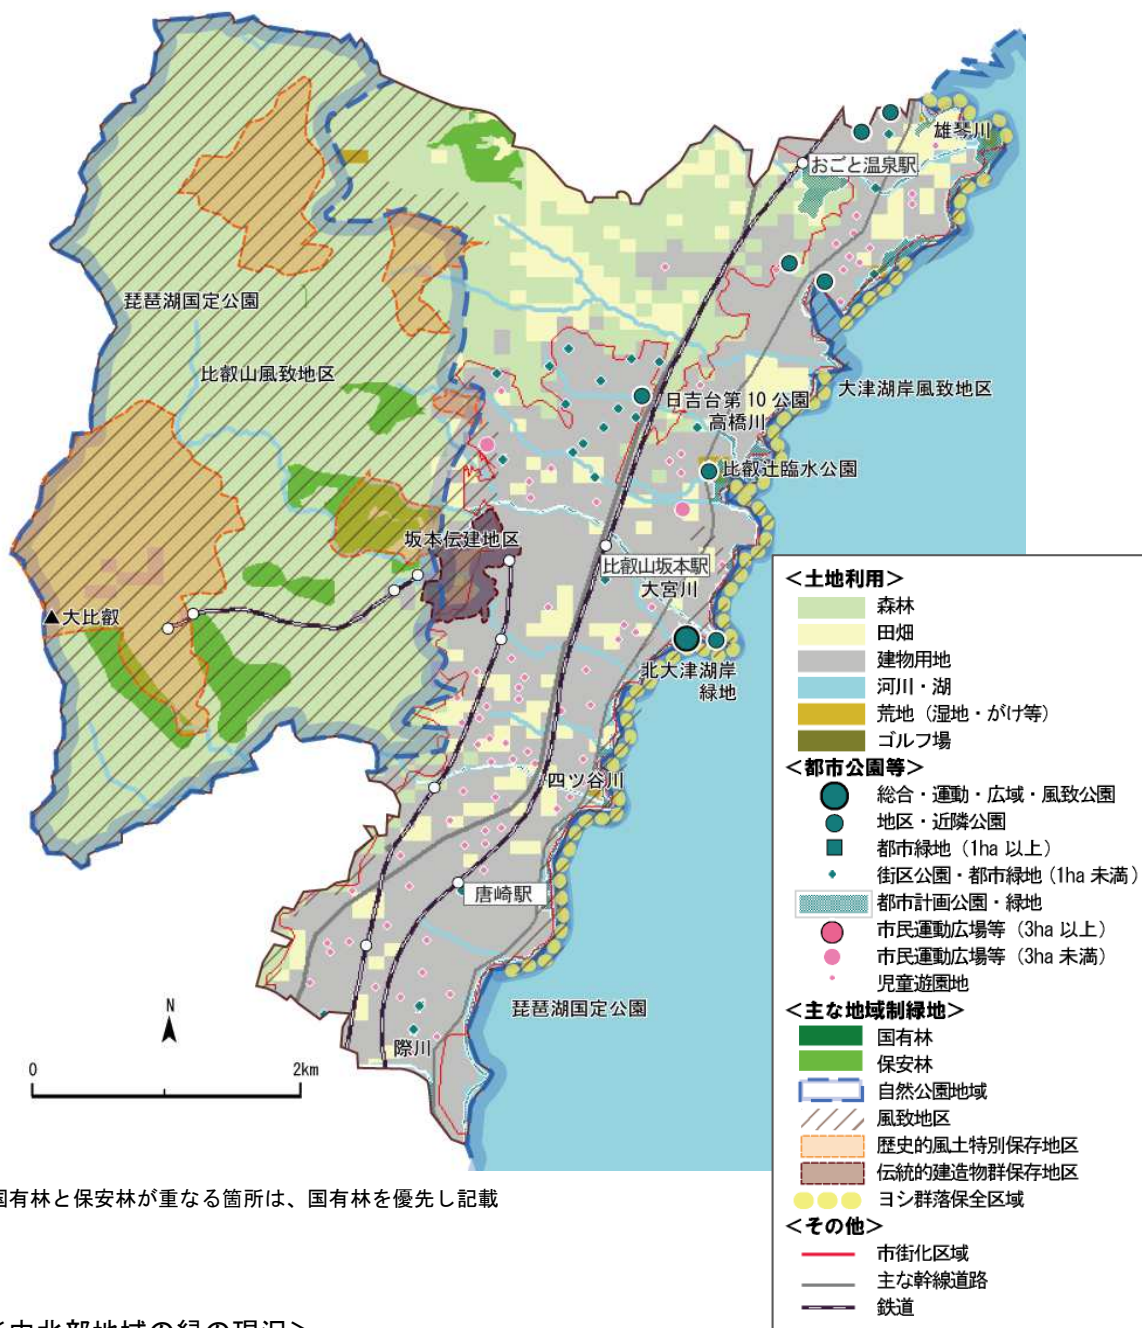 雄琴川
おごと温泉駅
琵琶湖国定公園
比叡山風致地区
大津湖岸風致地区
日吉台第10公園
高橋川
比叡辻臨水公園
坂本伝建地区
比叡山坂本駅
大宮川
▲大比叡
北大津湖岸
緑地
四ツ谷川
唐崎駅
琵琶湖国定公園
際川
N
0 2km
国有林と保安林が重なる箇所は、国有林を優先し記載
<土地利用>
森林
田畑
建物用地
河川・湖
荒地（湿地・がけ等）
ゴルフ場
<都市公園等>
総合・運動・広域・風致公園
地区・近隣公園
都市緑地（1ha 以上）
街区公園・都市緑地（1ha 未満）
都市計画公園・緑地
市民運動広場等（3ha 以上）
市民運動広場等（3ha 未満）
児童遊園地
<主な地域制緑地>
国有林
保安林
自然公園地域
風致地区
歴史的風土特別保存地区
伝統的建造物群保存地区
ヨシ群落保全区域
<その他>
市街化区域
主な幹線道路
鉄道